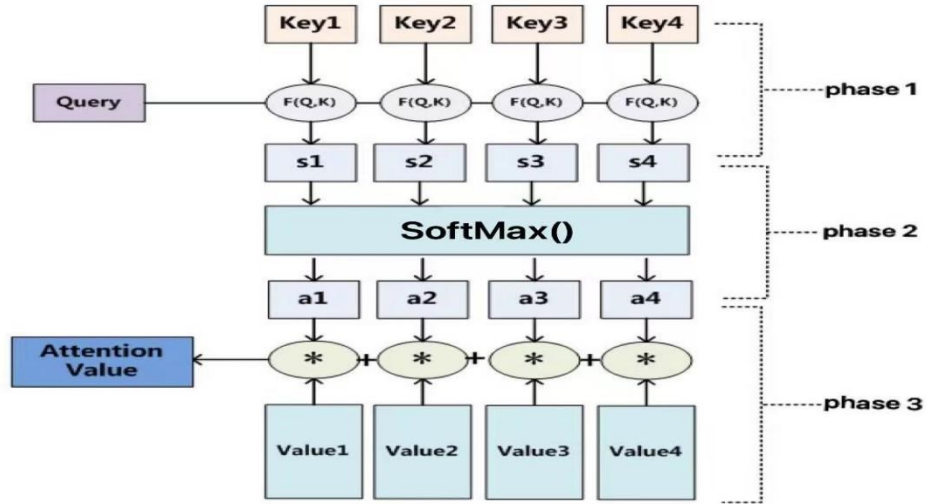 Key1 Key2 Key3 Key4
phase 1
Query F(Q,K) F(Q,K) F(Q,K) F(Q,K)
s1 s2 s3 s4
SoftMax()
phase 2
a1 a2 a3 a4
Attention
Value
* + * + * + *
phase 3
Value1 Value2 Value3 Value4